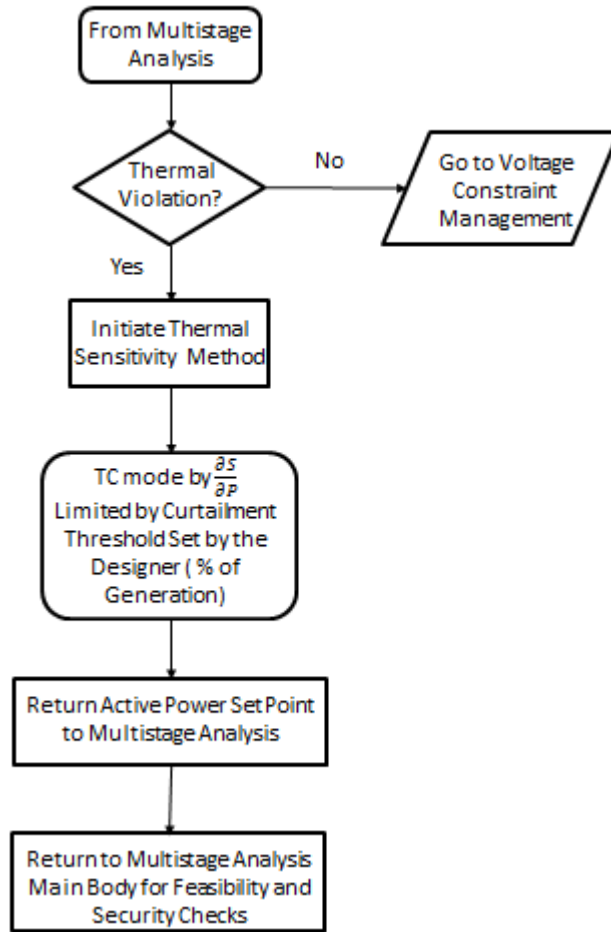 From Multistage
Analysis
Thermal
Violation?
No
Go to Voltage
Constraint
Management
Yes
Initiate Thermal
Sensitivity Method
TC mode by ∂S/∂P
Limited by Curtailment
Threshold Set by the
Designer ( % of
Generation)
Return Active Power Set Point
to Multistage Analysis
Return to Multistage Analysis
Main Body for Feasibility and
Security Checks